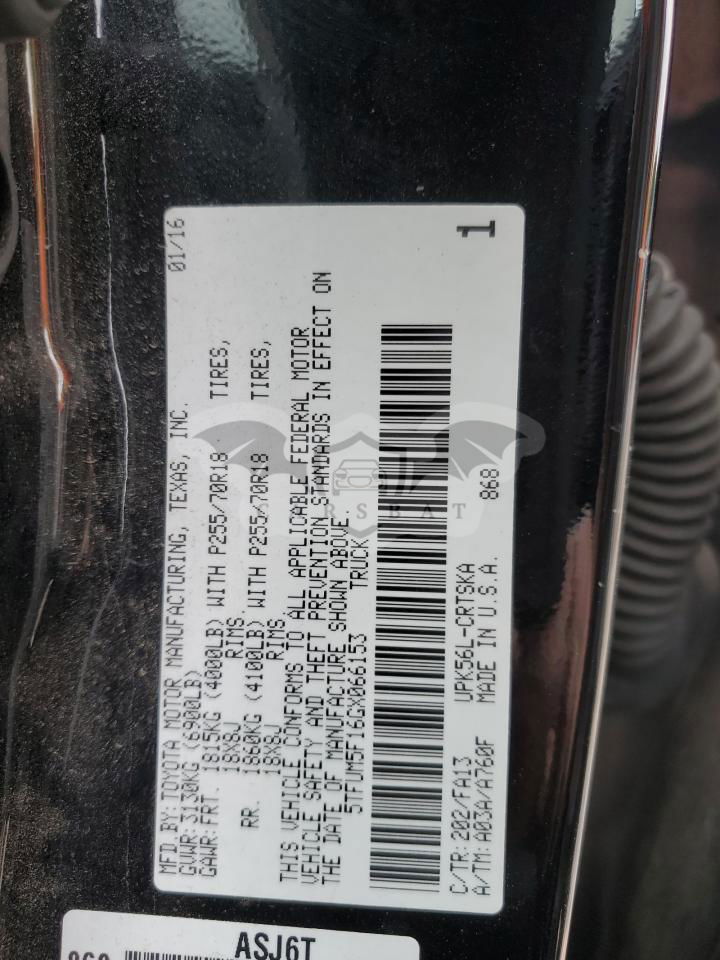 MFD.BY:TOYOTA MOTOR MANUFACTURING, TEXAS, INC. 01/16
GVWR:3130KG (6900LB)
GAWR:FRT. 1815KG (4000LB) WITH P255/70R18 TIRES,
18X8J RIMS
RR. 1860KG (4100LB) WITH P255/70R18 TIRES,
18X8J RIMS
THIS VEHICLE CONFORMS TO ALL APPLICABLE FEDERAL MOTOR
VEHICLE SAFETY AND THEFT PREVENTION STANDARDS IN EFFECT ON
THE DATE OF MANUFACTURE SHOWN ABOVE.
5TFUM5F16GX066153 TRUCK
C/TR:202/FA13 UPK56L-CRTSKA 868
A/TM:A03A/A760F MADE IN U.S.A.
1
CARSBAT
ASJ6T